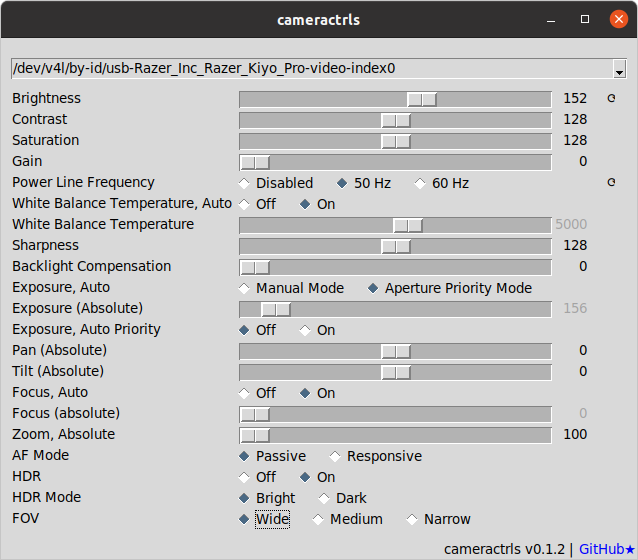 cameractrls
/dev/v4l/by-id/usb-Razer_Inc_Razer_Kiyo_Pro-video-index0
Brightness 152
Contrast 128
Saturation 128
Gain 0
Power Line Frequency Disabled 50 Hz 60 Hz
White Balance Temperature, Auto Off On
White Balance Temperature 5000
Sharpness 128
Backlight Compensation 0
Exposure, Auto Manual Mode Aperture Priority Mode
Exposure (Absolute) 156
Exposure, Auto Priority Off On
Pan (Absolute) 0
Tilt (Absolute) 0
Focus, Auto Off On
Focus (absolute) 0
Zoom, Absolute 100
AF Mode Passive Responsive
HDR Off On
HDR Mode Bright Dark
FOV Wide Medium Narrow
cameractrls v0.1.2 | GitHub★